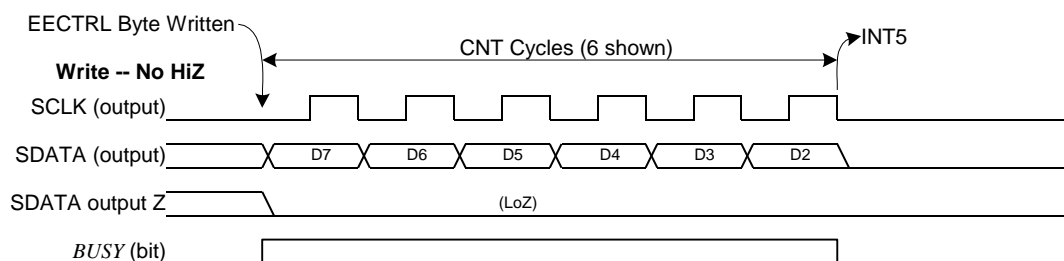 EECTRL Byte Written
INT5
CNT Cycles (6 shown)
Write -- No HiZ
SCLK (output)
SDATA (output) D7 D6 D5 D4 D3 D2
SDATA output Z (LoZ)
BUSY (bit)